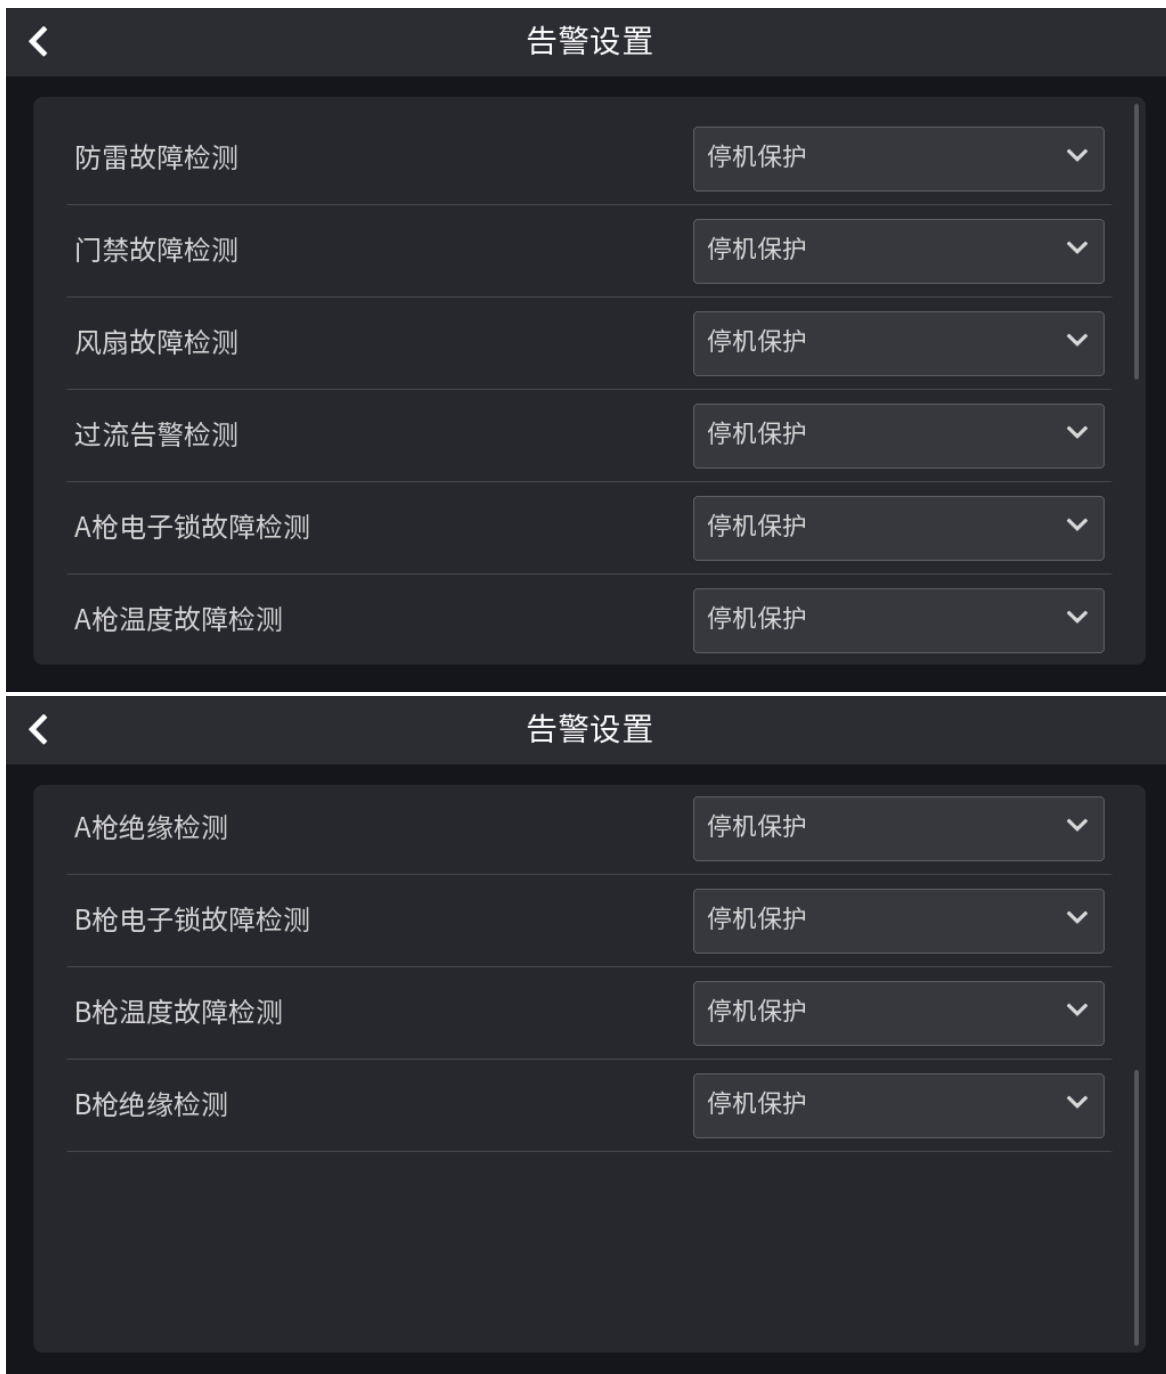 告警设置
防雷故障检测 停机保护
门禁故障检测 停机保护
风扇故障检测 停机保护
过流告警检测 停机保护
A枪电子锁故障检测 停机保护
A枪温度故障检测 停机保护
告警设置
A枪绝缘检测 停机保护
B枪电子锁故障检测 停机保护
B枪温度故障检测 停机保护
B枪绝缘检测 停机保护